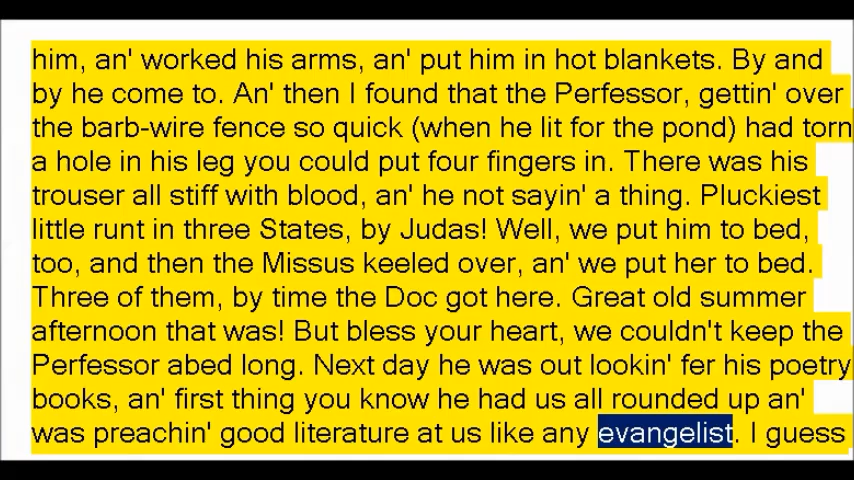 him, an' worked his arms, an' put him in hot blankets. By and
by he come to. An' then I found that the Perfessor, gettin' over
the barb-wire fence so quick (when he lit for the pond) had torn
a hole in his leg you could put four fingers in. There was his
trouser all stiff with blood, an' he not sayin' a thing. Pluckiest
little runt in three States, by Judas! Well, we put him to bed,
too, and then the Missus keeled over, an' we put her to bed.
Three of them, by time the Doc got here. Great old summer
afternoon that was! But bless your heart, we couldn't keep the
Perfessor abed long. Next day he was out lookin' fer his poetry
books, an' first thing you know he had us all rounded up an'
was preachin' good literature at us like any evangelist. I guess